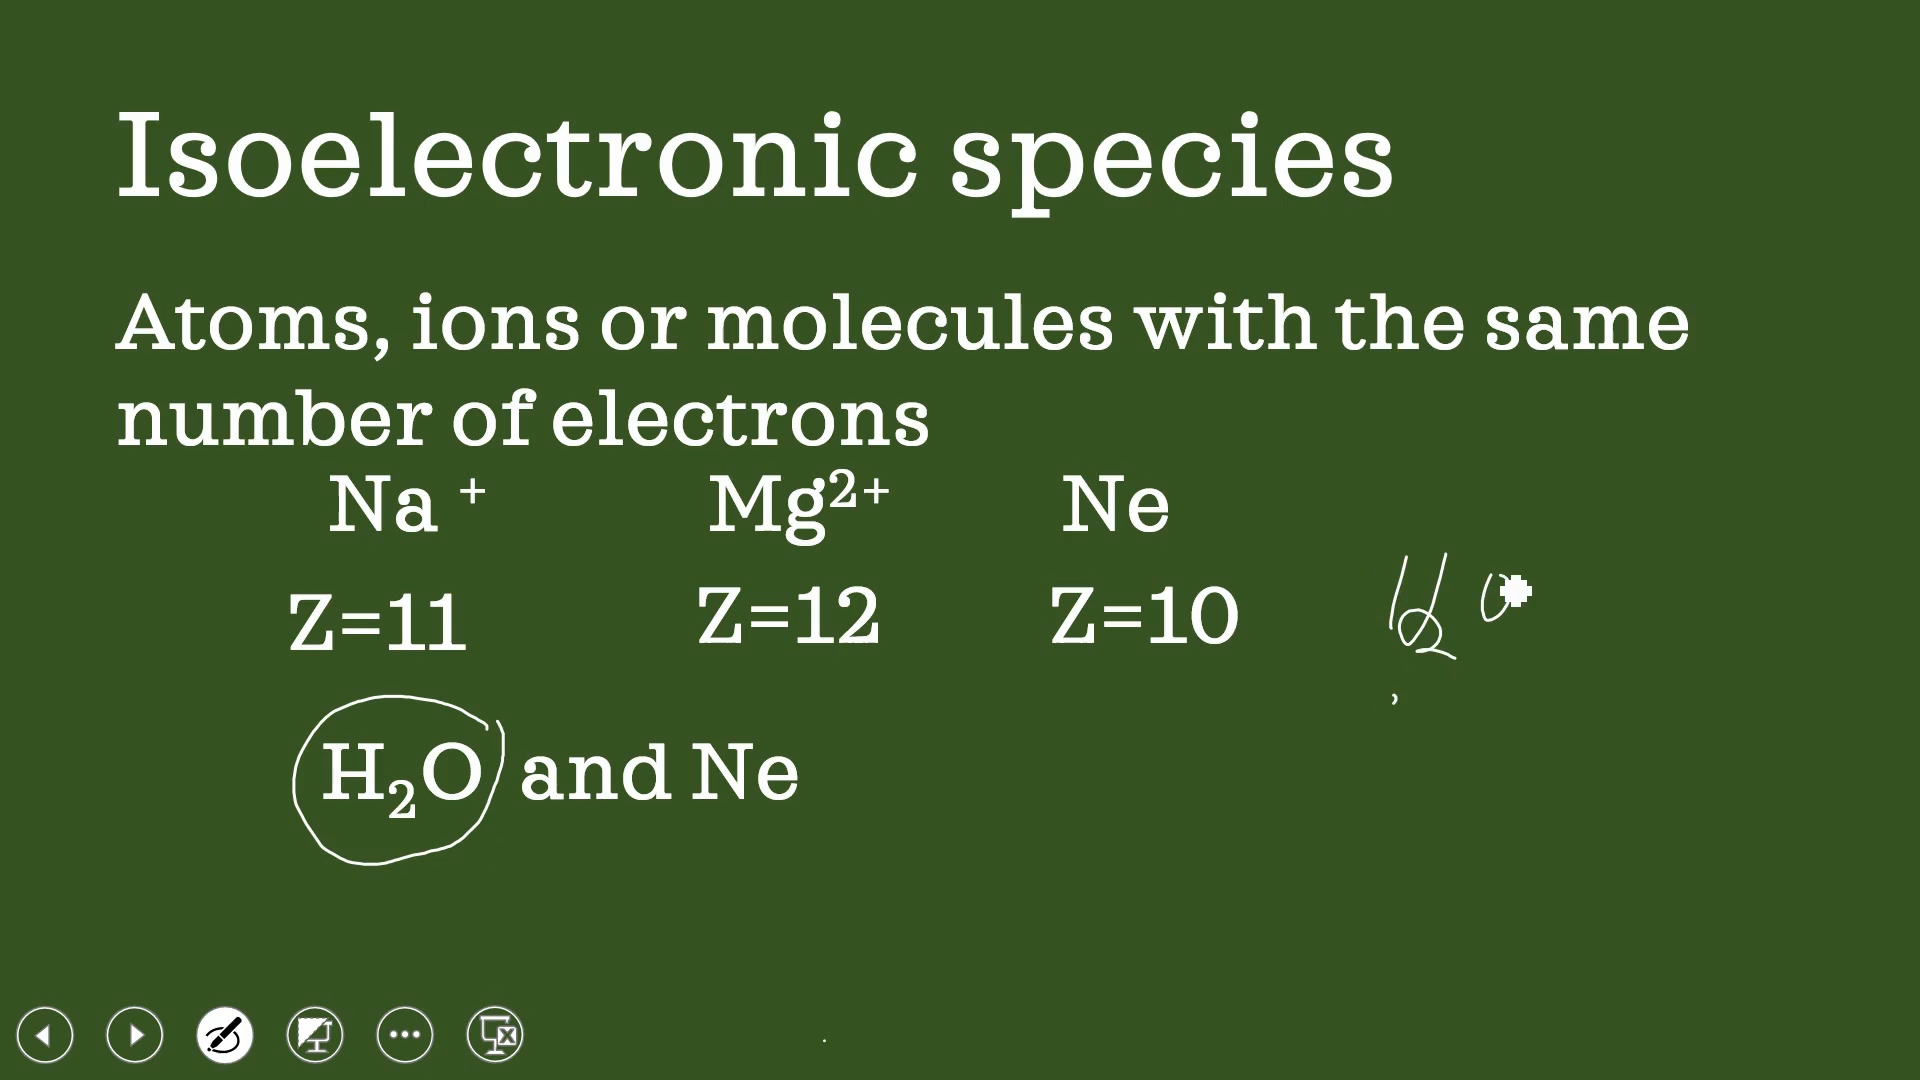 Isoelectronic species
Atoms, ions or molecules with the same
number of electrons
Na ⁺ Mg²⁺ Ne
Z=11 Z=12 Z=10
H₂O and Ne